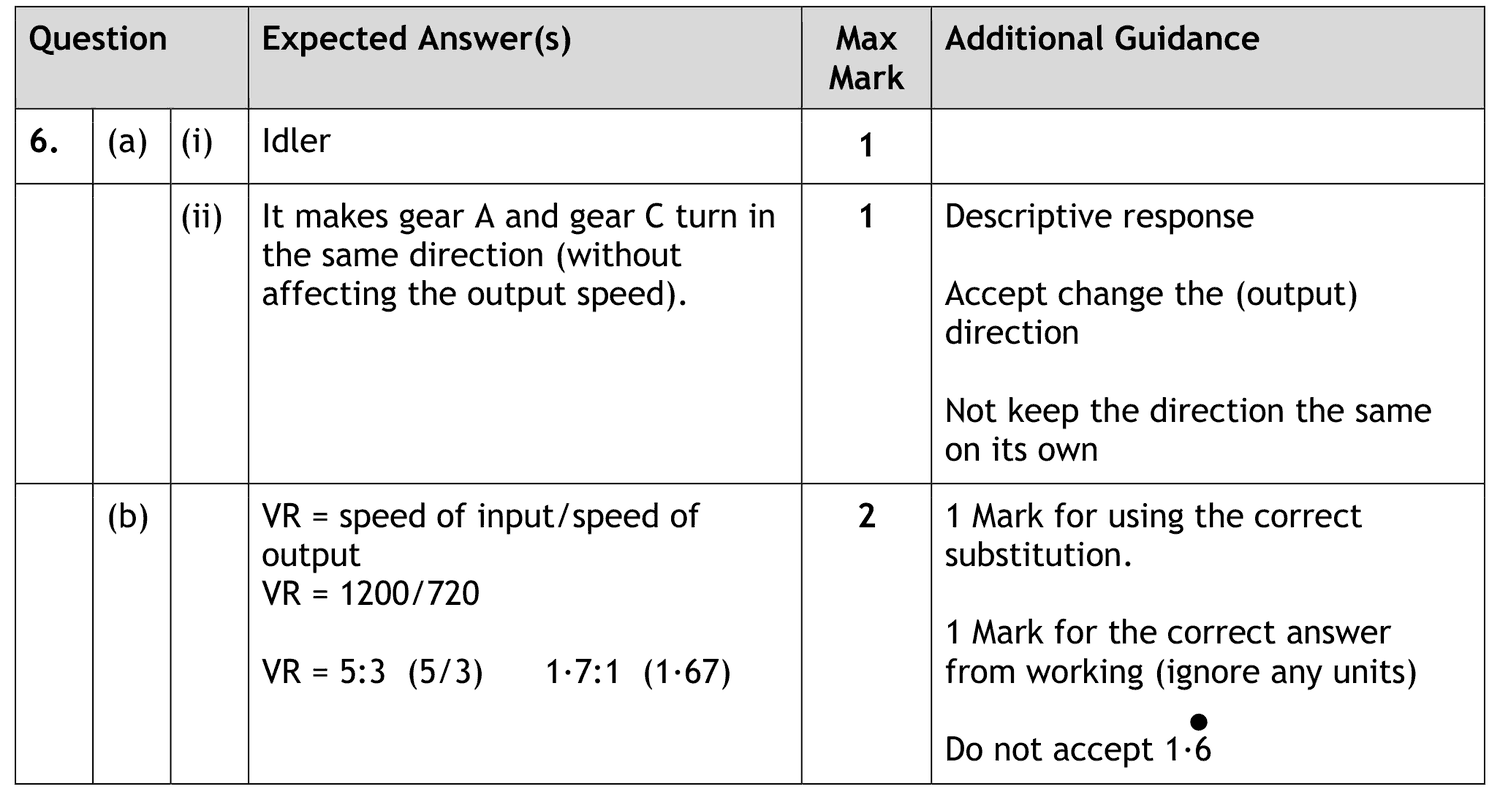 Question Expected Answer(s) Max Mark Additional Guidance
6. (a) (i) Idler 1
(ii) It makes gear A and gear C turn in
the same direction (without
affecting the output speed).
1
Descriptive response
Accept change the (output)
direction
Not keep the direction the same
on its own
(b) VR = speed of input/speed of
output
VR = 1200/720
VR = 5:3 (5/3) 1·7:1 (1·67)
2
1 Mark for using the correct
substitution.
1 Mark for the correct answer
from working (ignore any units)
Do not accept 1·6̇